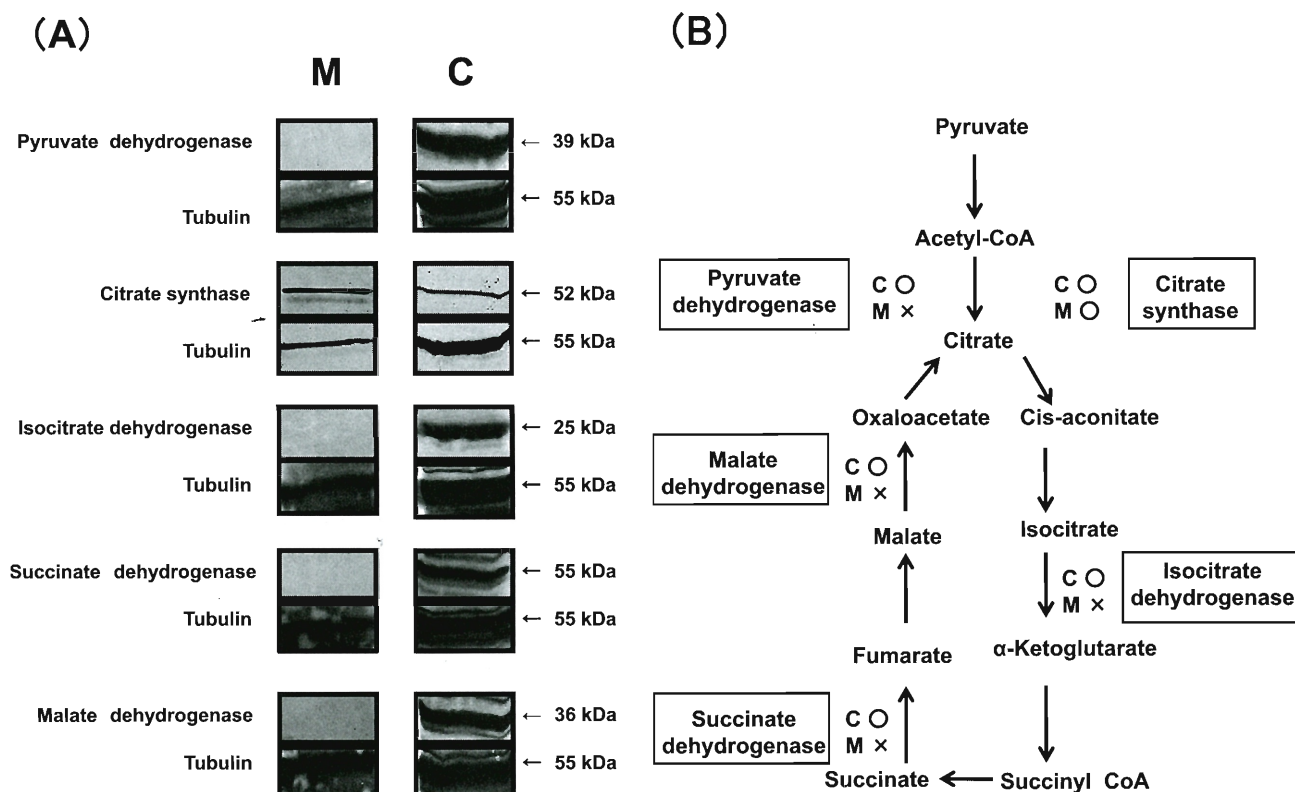 (A)
M C
Pyruvate dehydrogenase ← 39 kDa
Tubulin ← 55 kDa
Citrate synthase ← 52 kDa
Tubulin ← 55 kDa
Isocitrate dehydrogenase ← 25 kDa
Tubulin ← 55 kDa
Succinate dehydrogenase ← 55 kDa
Tubulin ← 55 kDa
Malate dehydrogenase ← 36 kDa
Tubulin ← 55 kDa
(B)
Pyruvate
Acetyl-CoA
Pyruvate
dehydrogenase
C ○
M ×
C ○
M ○
Citrate
synthase
Citrate
Oxaloacetate
Cis-aconitate
Malate
dehydrogenase
C ○
M ×
Malate
Isocitrate
C ○
M ×
Isocitrate
dehydrogenase
Fumarate
α-Ketoglutarate
Succinate
dehydrogenase
C ○
M ×
Succinate
Succinyl CoA